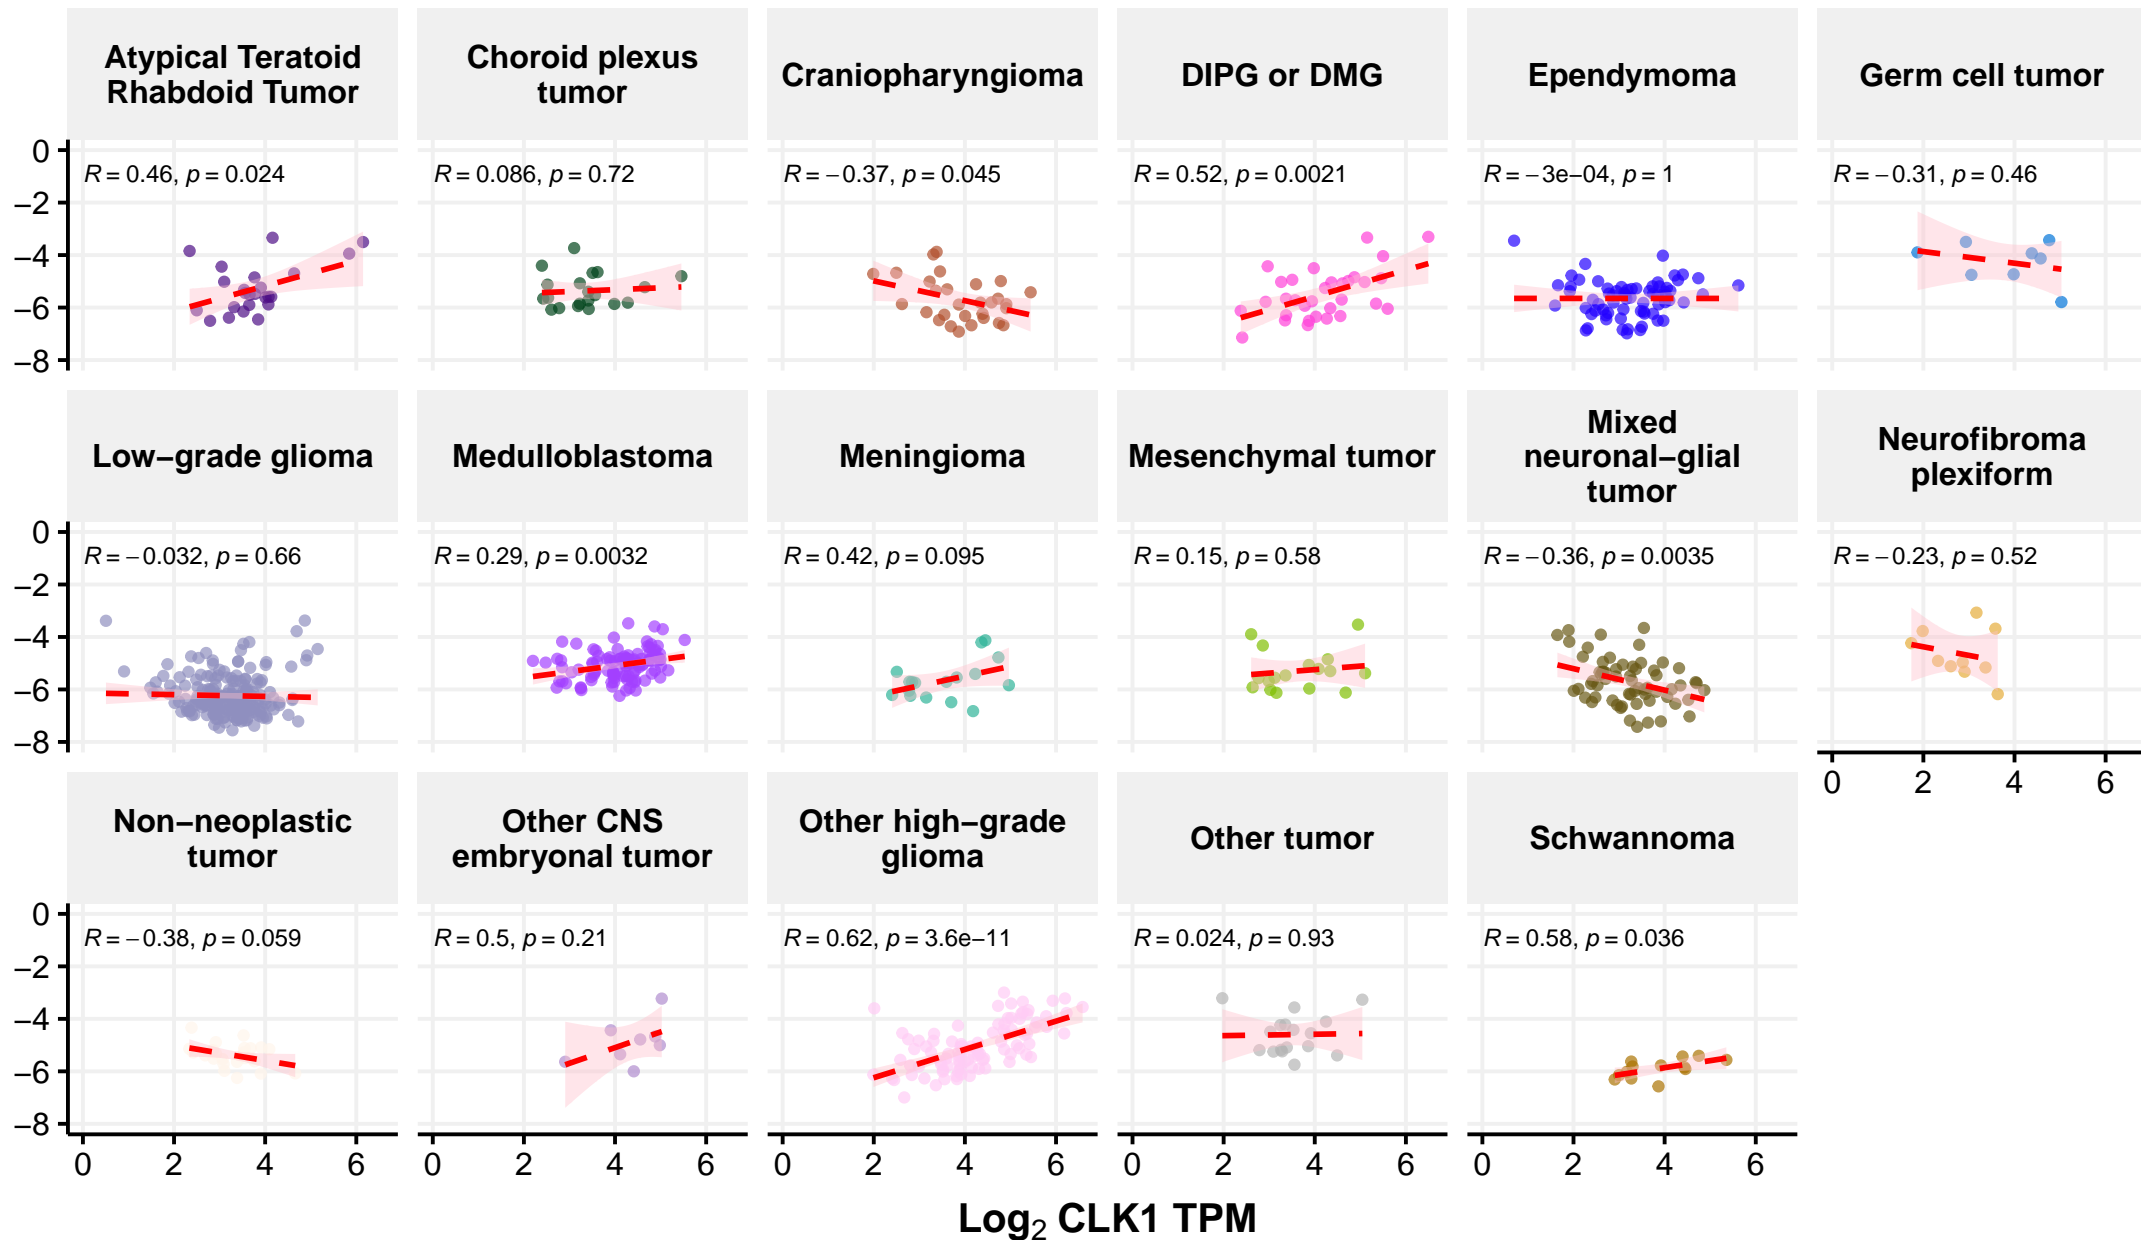 Atypical Teratoid
Rhabdoid Tumor
Choroid plexus
tumor
Craniopharyngioma
DIPG or DMG
Ependymoma
Germ cell tumor
0
−2
−4
−6
−8
R = 0.46, p = 0.024
R = 0.086, p = 0.72
R = −0.37, p = 0.045
R = 0.52, p = 0.0021
R = −3e−04, p = 1
R = −0.31, p = 0.46
Low−grade glioma
Medulloblastoma
Meningioma
Mesenchymal tumor
Mixed
neuronal−glial
tumor
Neurofibroma
plexiform
0
−2
−4
−6
−8
R = −0.032, p = 0.66
R = 0.29, p = 0.0032
R = 0.42, p = 0.095
R = 0.15, p = 0.58
R = −0.36, p = 0.0035
R = −0.23, p = 0.52
0 2 4 6
Non−neoplastic
tumor
Other CNS
embryonal tumor
Other high−grade
glioma
Other tumor
Schwannoma
0
−2
−4
−6
−8
R = −0.38, p = 0.059
R = 0.5, p = 0.21
R = 0.62, p = 3.6e−11
R = 0.024, p = 0.93
R = 0.58, p = 0.036
0 2 4 6
0 2 4 6
0 2 4 6
0 2 4 6
0 2 4 6
Log₂ CLK1 TPM